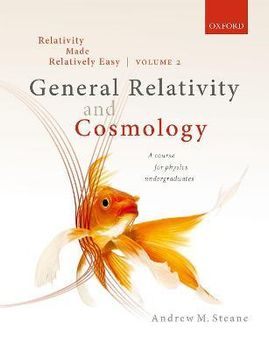 OXFORD
Relativity
Made
Relatively Easy | VOLUME 2
General Relativity
and
Cosmology
A course
for physics
undergraduates
Andrew M. Steane